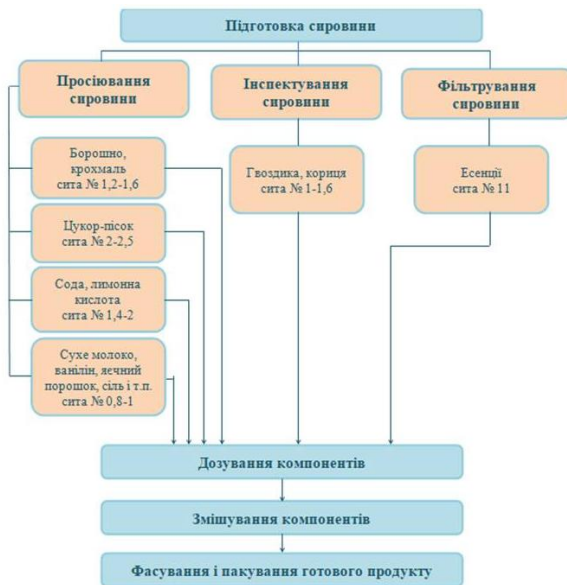 Підготовка сировини
Просіювання
сировини
Інспектування
сировини
Фільтрування
сировини
Борошно,
крохмаль
сита № 1,2-1,6
Гвоздика, кориця
сита № 1-1,6
Есенції
сита № 11
Цукор-пісок
сита № 2-2,5
Сода, лимонна
кислота
сита № 1,4-2
Сухе молоко,
ванілін, яєчний
порошок, сіль і т.п.
сита № 0,8-1
Дозування компонентів
Змішування компонентів
Фасування і пакування готового продукту